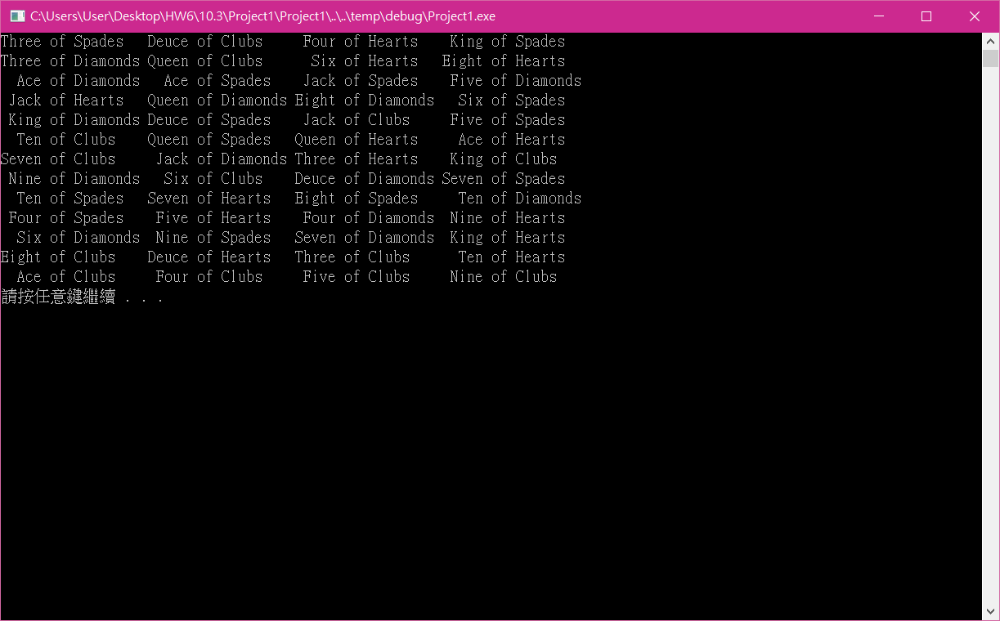 C:\Users\User\Desktop\HW6\10.3\Project1\Project1\..\..\temp\debug\Project1.exe
Three of Spades   Deuce of Clubs     Four of Hearts    King of Spades
Three of Diamonds Queen of Clubs      Six of Hearts   Eight of Hearts
  Ace of Diamonds   Ace of Spades    Jack of Spades    Five of Diamonds
 Jack of Hearts   Queen of Diamonds Eight of Diamonds   Six of Spades
 King of Diamonds Deuce of Spades    Jack of Clubs     Five of Spades
  Ten of Clubs    Queen of Spades   Queen of Hearts     Ace of Hearts
Seven of Clubs     Jack of Diamonds Three of Hearts    King of Clubs
 Nine of Diamonds   Six of Clubs    Deuce of Diamonds Seven of Spades
  Ten of Spades   Seven of Hearts   Eight of Spades     Ten of Diamonds
 Four of Spades    Five of Hearts    Four of Diamonds  Nine of Hearts
  Six of Diamonds  Nine of Spades   Seven of Diamonds  King of Hearts
Eight of Clubs    Deuce of Hearts   Three of Clubs      Ten of Hearts
  Ace of Clubs     Four of Clubs     Five of Clubs     Nine of Clubs
請按任意鍵繼續 . . .